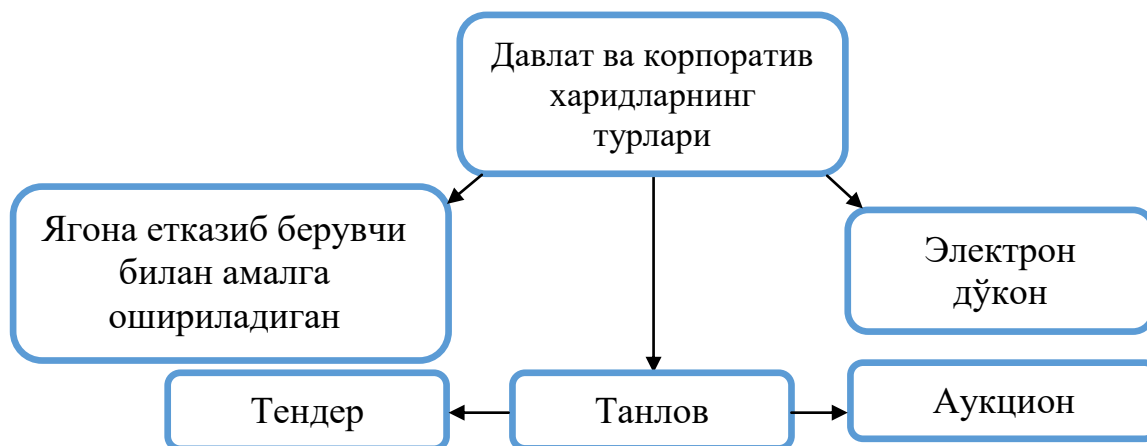 Давлат ва корпоратив
харидларнинг
турлари
Ягона етказиб берувчи
билан амалга
ошириладиган
Электрон
дўкон
Тендер
Танлов
Аукцион